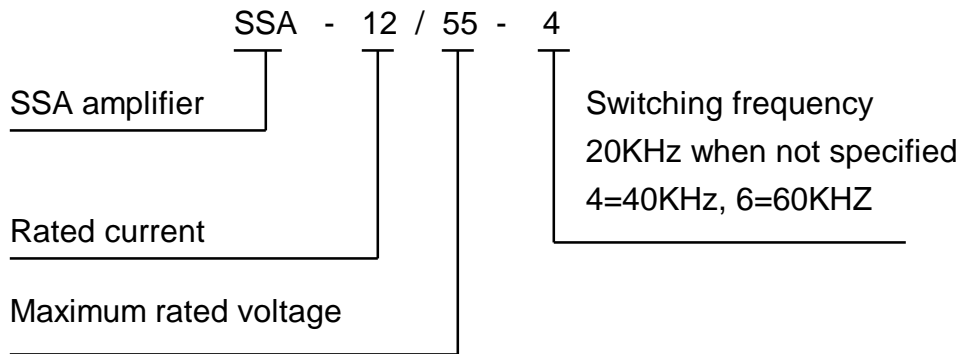 SSA - 12 / 55 - 4
SSA amplifier
Switching frequency
20KHz when not specified
4=40KHz, 6=60KHZ
Rated current
Maximum rated voltage